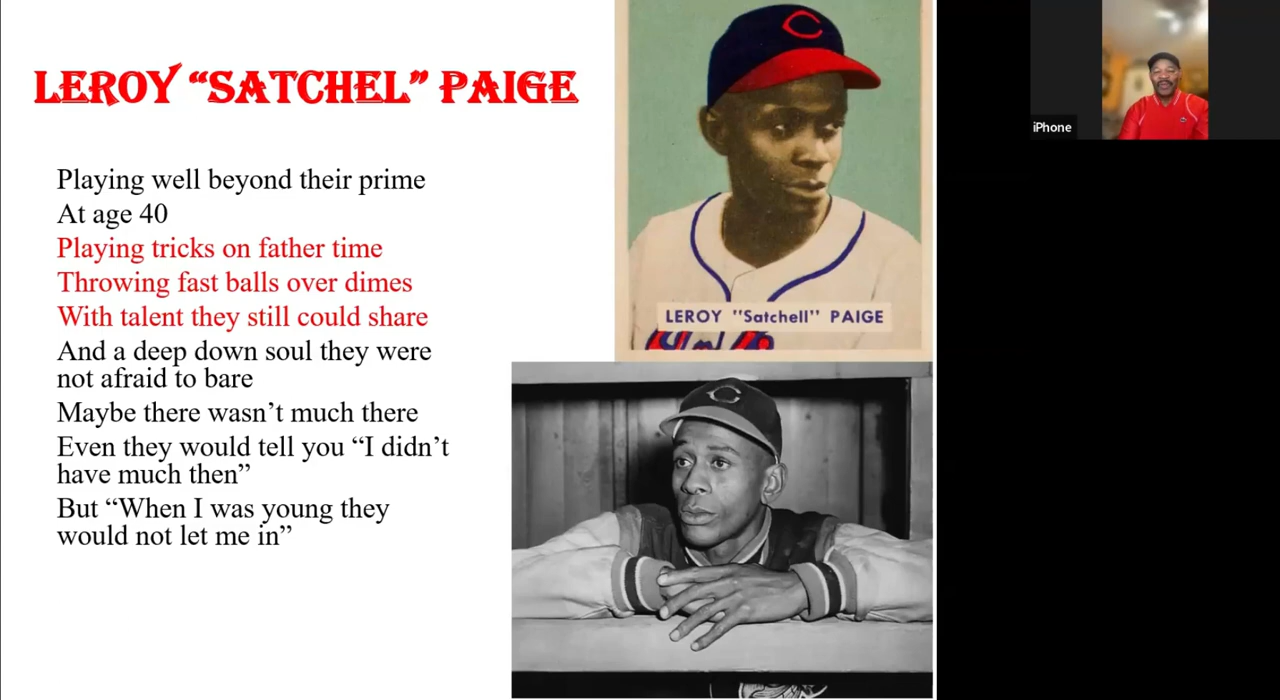 LEROY “SATCHEL” PAIGE
Playing well beyond their prime
At age 40
Playing tricks on father time
Throwing fast balls over dimes
With talent they still could share
And a deep down soul they were
not afraid to bare
Maybe there wasn’t much there
Even they would tell you “I didn’t
have much then”
But “When I was young they
would not let me in”
C
LEROY "Satchell" PAIGE
C
iPhone